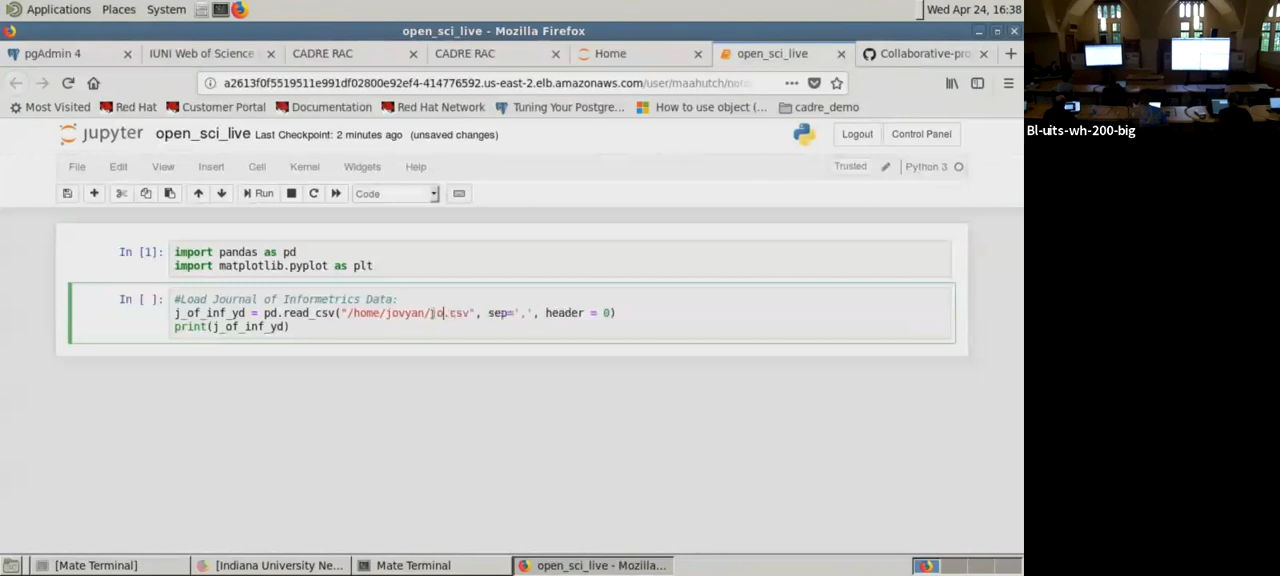 Applications Places System
Wed Apr 24, 16:38
open_sci_live - Mozilla Firefox
pgAdmin 4
IUNI Web of Science
CADRE RAC
CADRE RAC
Home
open_sci_live
Collaborative-pro
a2613f0f5519511e991df02800e92ef4-414776592.us-east-2.elb.amazonaws.com/user/maahutch/
Most Visited Red Hat Customer Portal Documentation Red Hat Network Tuning Your Postgre... How to use object (... cadre_demo
jupyter open_sci_live Last Checkpoint: 2 minutes ago (unsaved changes)
Logout Control Panel
File Edit View Insert Cell Kernel Widgets Help
Trusted Python 3
Run Code
In [1]: import pandas as pd
import matplotlib.pyplot as plt
In [ ]: #Load Journal of Informetrics Data:
j_of_inf_yd = pd.read_csv("/home/jovyan/jo.csv", sep=',', header = 0)
print(j_of_inf_yd)
[Mate Terminal] [Indiana University Ne... Mate Terminal open_sci_live - Mozilla...
Bl-uits-wh-200-big